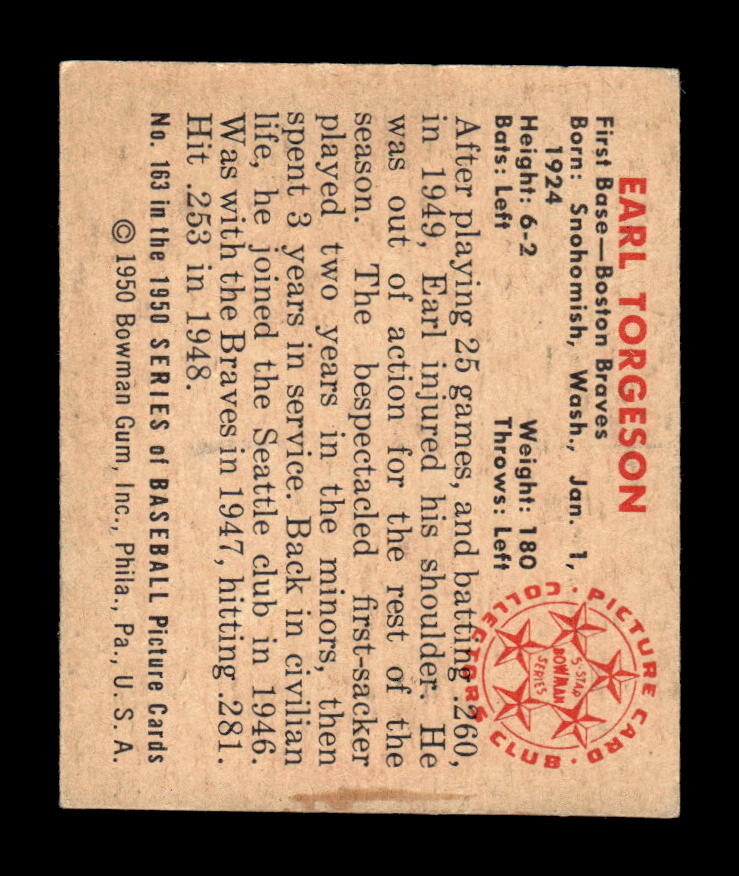 EARL TORGESON
First Base—Boston Braves
Born: Snohomish, Wash., Jan. 1,
1924
Height: 6-2 Weight: 180
Bats: Left Throws: Left
After playing 25 games, and batting .260,
in 1949, Earl injured his shoulder. He
was out of action for the rest of the
season. The bespectacled first-sacker
played two years in the minors, then
spent 3 years in service. Back in civilian
life, he joined the Seattle club in 1946.
Was with the Braves in 1947, hitting .281.
Hit .253 in 1948.
No. 163 in the 1950 SERIES of BASEBALL Picture Cards
© 1950 Bowman Gum, Inc., Phila., Pa., U. S. A.
· PICTURE CARD ·
COLLECTORS CLUB
5-STAR
BOWMAN
SERIES